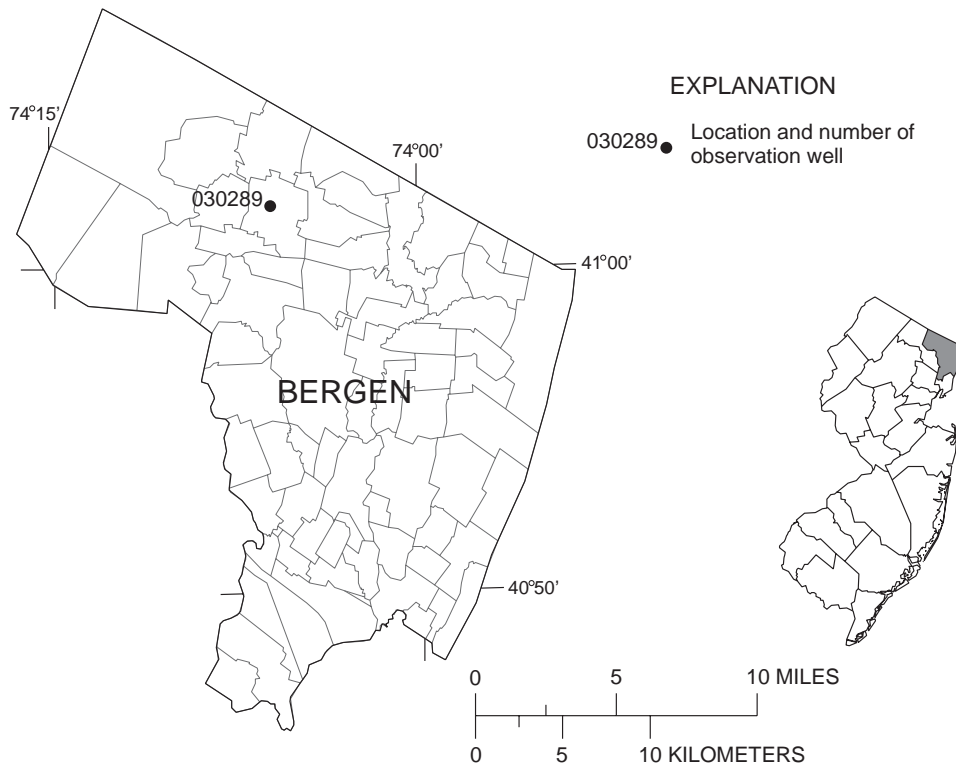 EXPLANATION
74°15’
030289
Location and number of
observation well
74°00’
030289
41°00’
BERGEN
40°50’
0 5 10 MILES
0 5 10 KILOMETERS